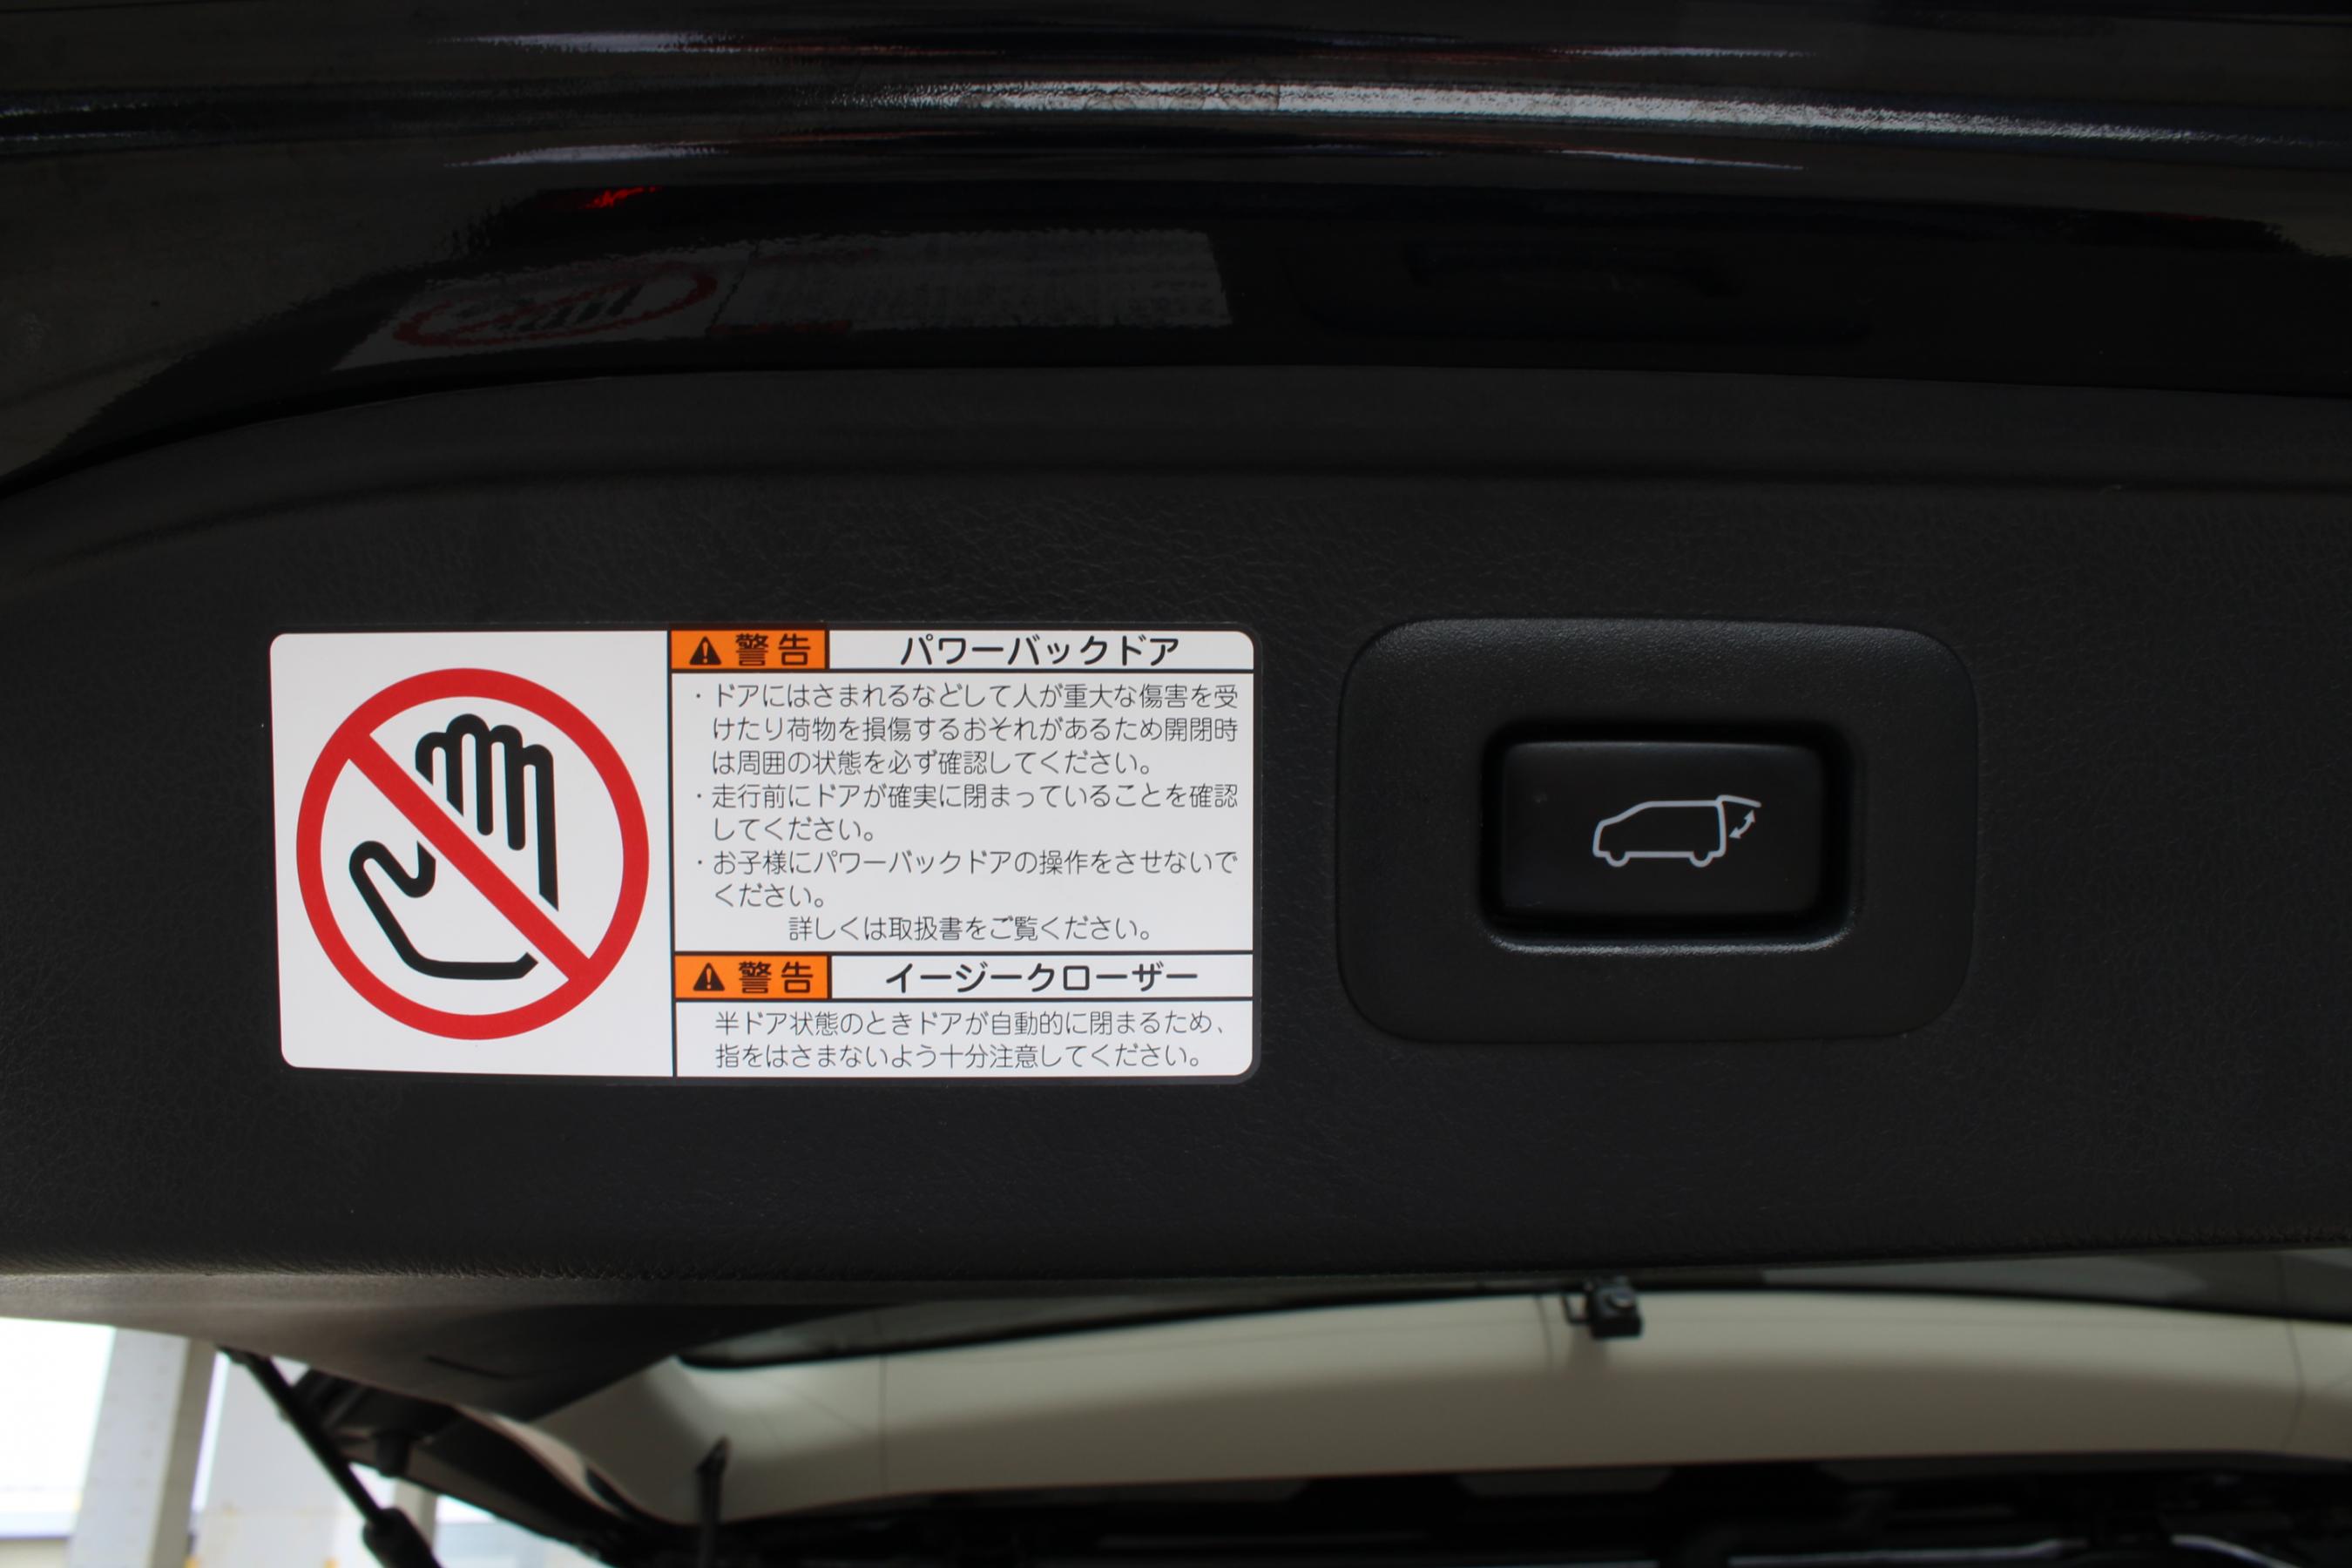 警告 パワーバックドア
・ドアにはさまれるなどして人が重大な傷害を受
けたり荷物を損傷するおそれがあるため開閉時
は周囲の状態を必ず確認してください。
・走行前にドアが確実に閉まっていることを確認
してください。
・お子様にパワーバックドアの操作をさせないで
ください。
詳しくは取扱書をご覧ください。
警告 イージークローザー
半ドア状態のときドアが自動的に閉まるため、
指をはさまないよう十分注意してください。